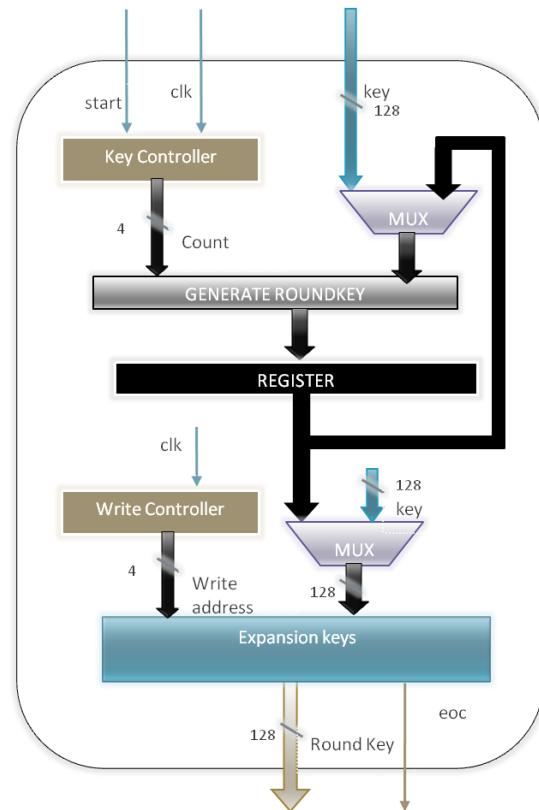 start
clk
key
128
Key Controller
MUX
4
Count
GENERATE ROUNDKEY
REGISTER
clk
128
key
Write Controller
MUX
4
Write
address
128
Expansion keys
128
Round Key
eoc